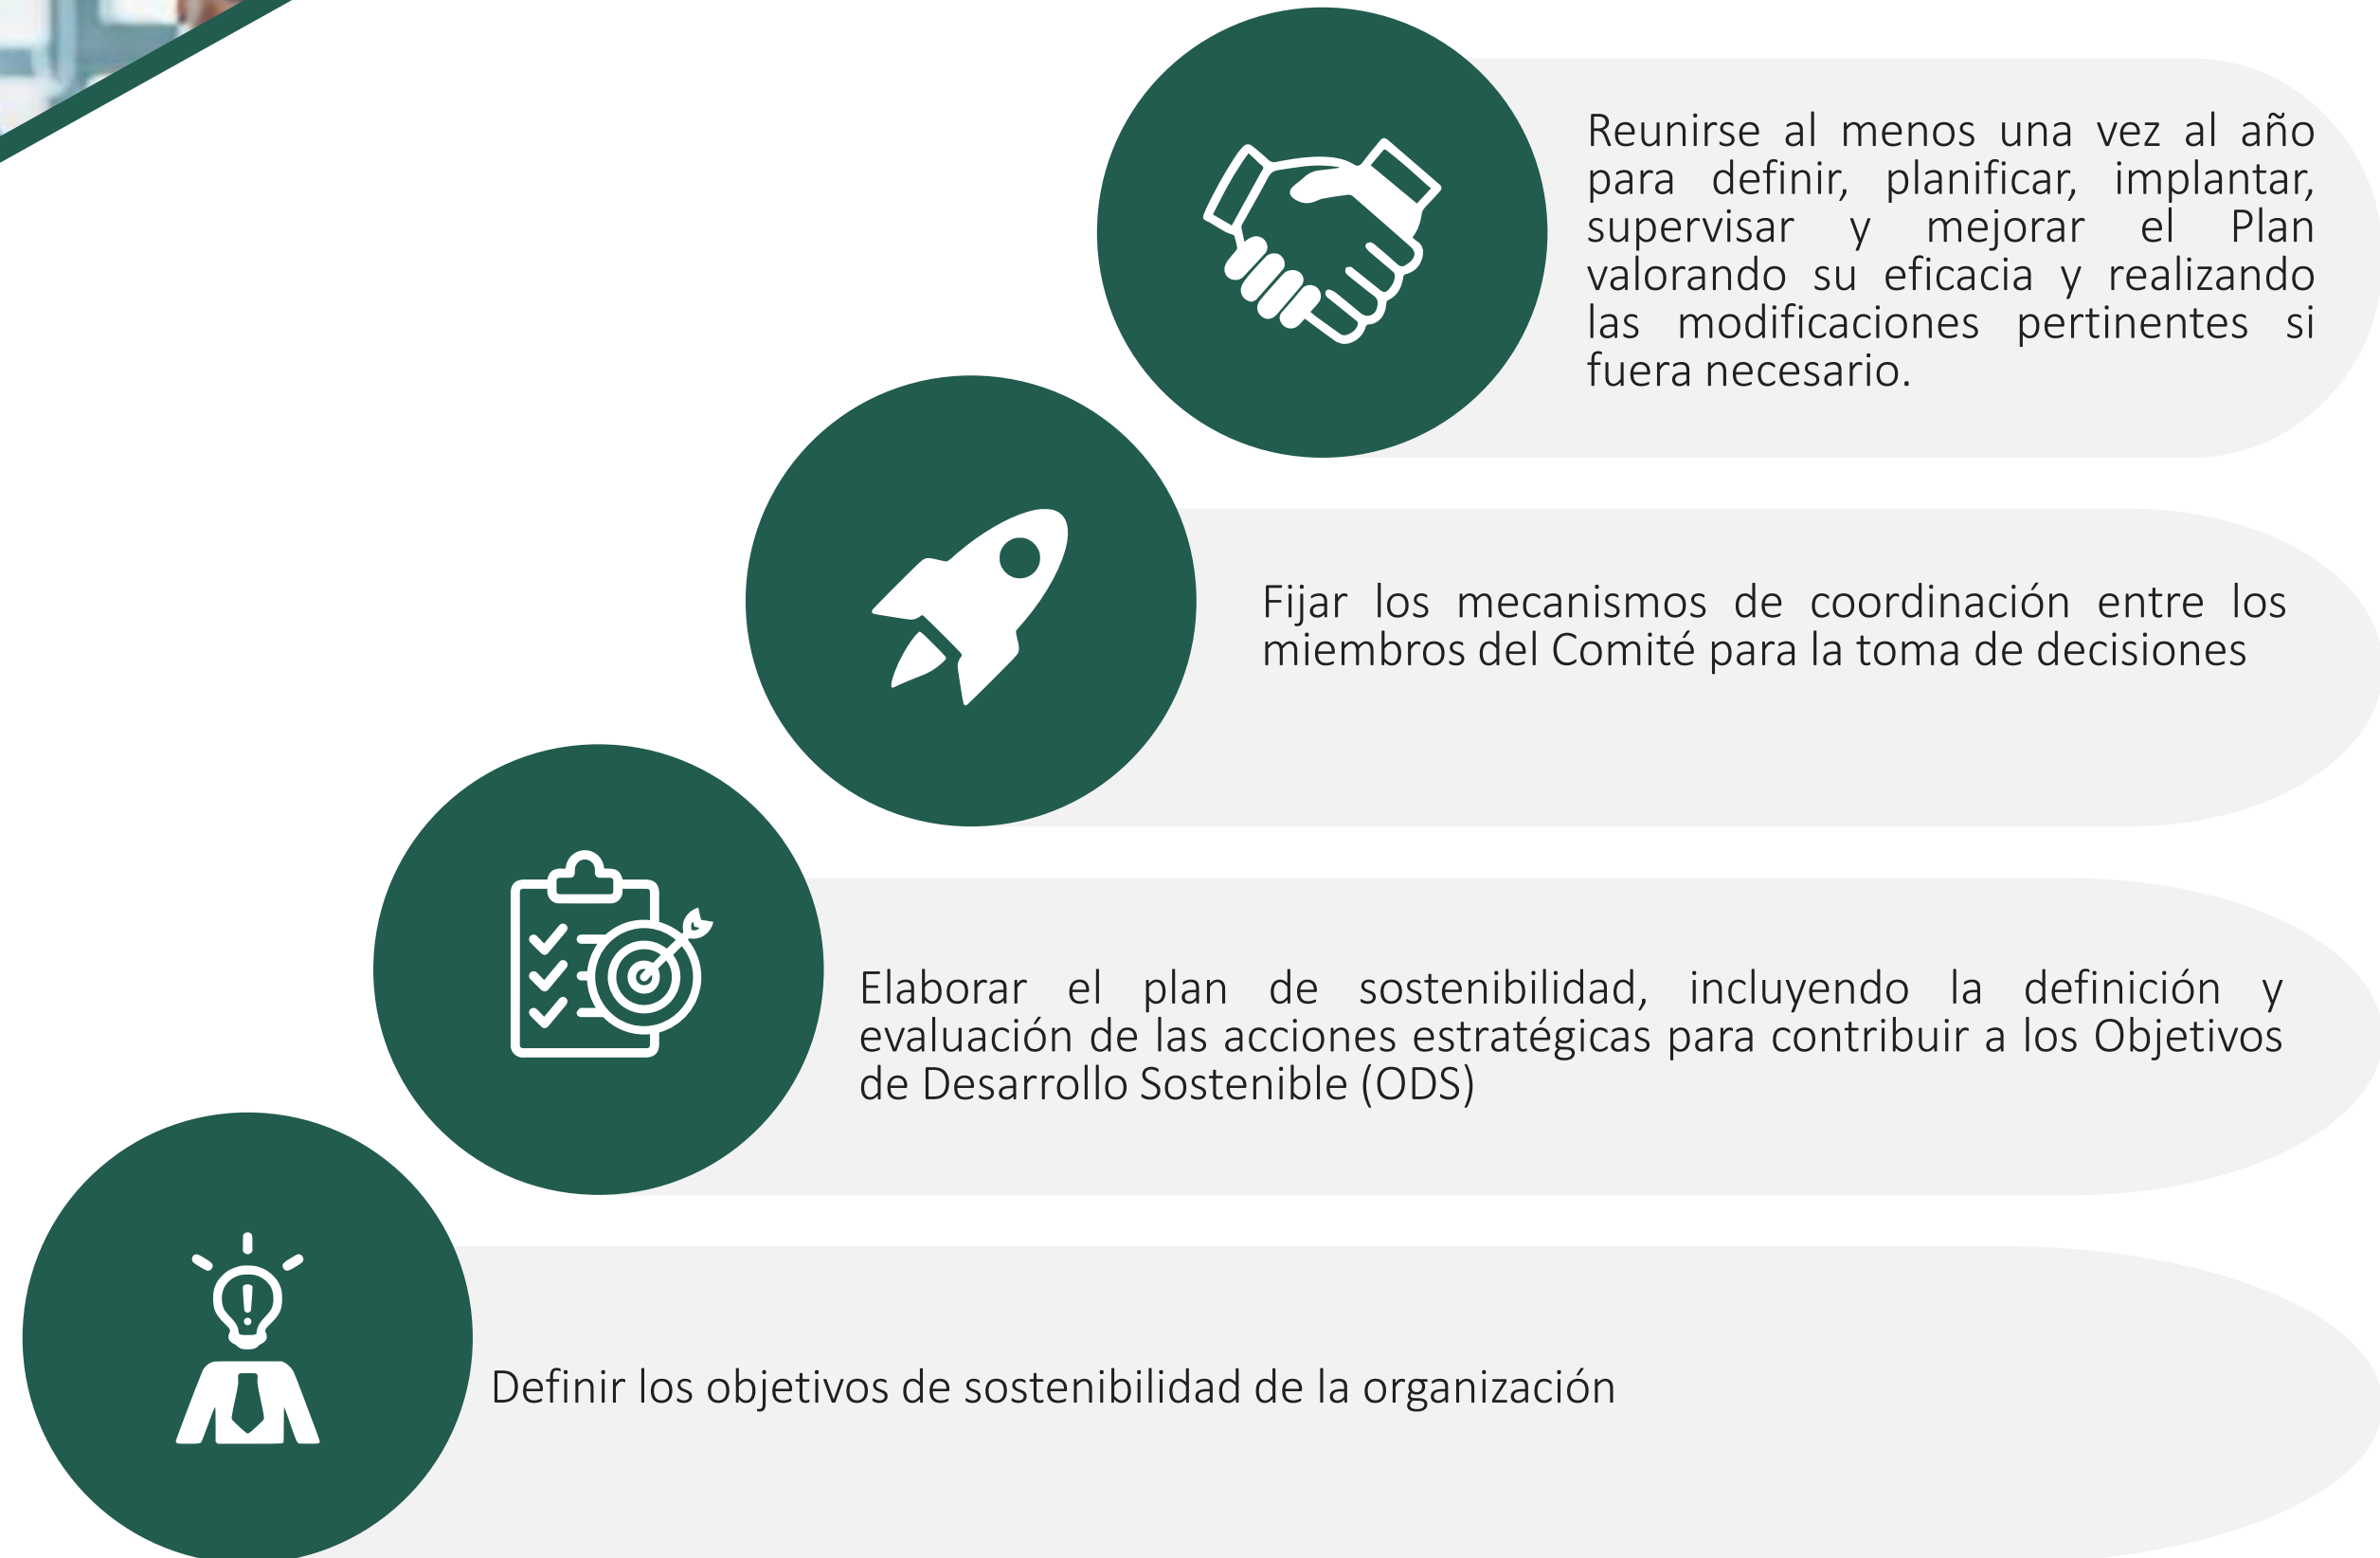 Reunirse al menos una vez al año
para definir, planificar, implantar,
supervisar y mejorar el Plan
valorando su eficacia y realizando
las modificaciones pertinentes si
fuera necesario.
Fijar los mecanismos de coordinación entre los
miembros del Comité para la toma de decisiones
Elaborar el plan de sostenibilidad, incluyendo la definición y
evaluación de las acciones estratégicas para contribuir a los Objetivos
de Desarrollo Sostenible (ODS)
Definir los objetivos de sostenibilidad de la organización